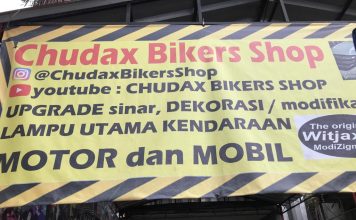 Chudax Bikers Shop
@ChudaxBikersShop
youtube : CHUDAX BIKERS SHOP
UPGRADE sinar, DEKORASI / modifika
LAMPU UTAMA KENDARAAN
MOTOR dan MOBIL
The origin
Witjax
ModiZign